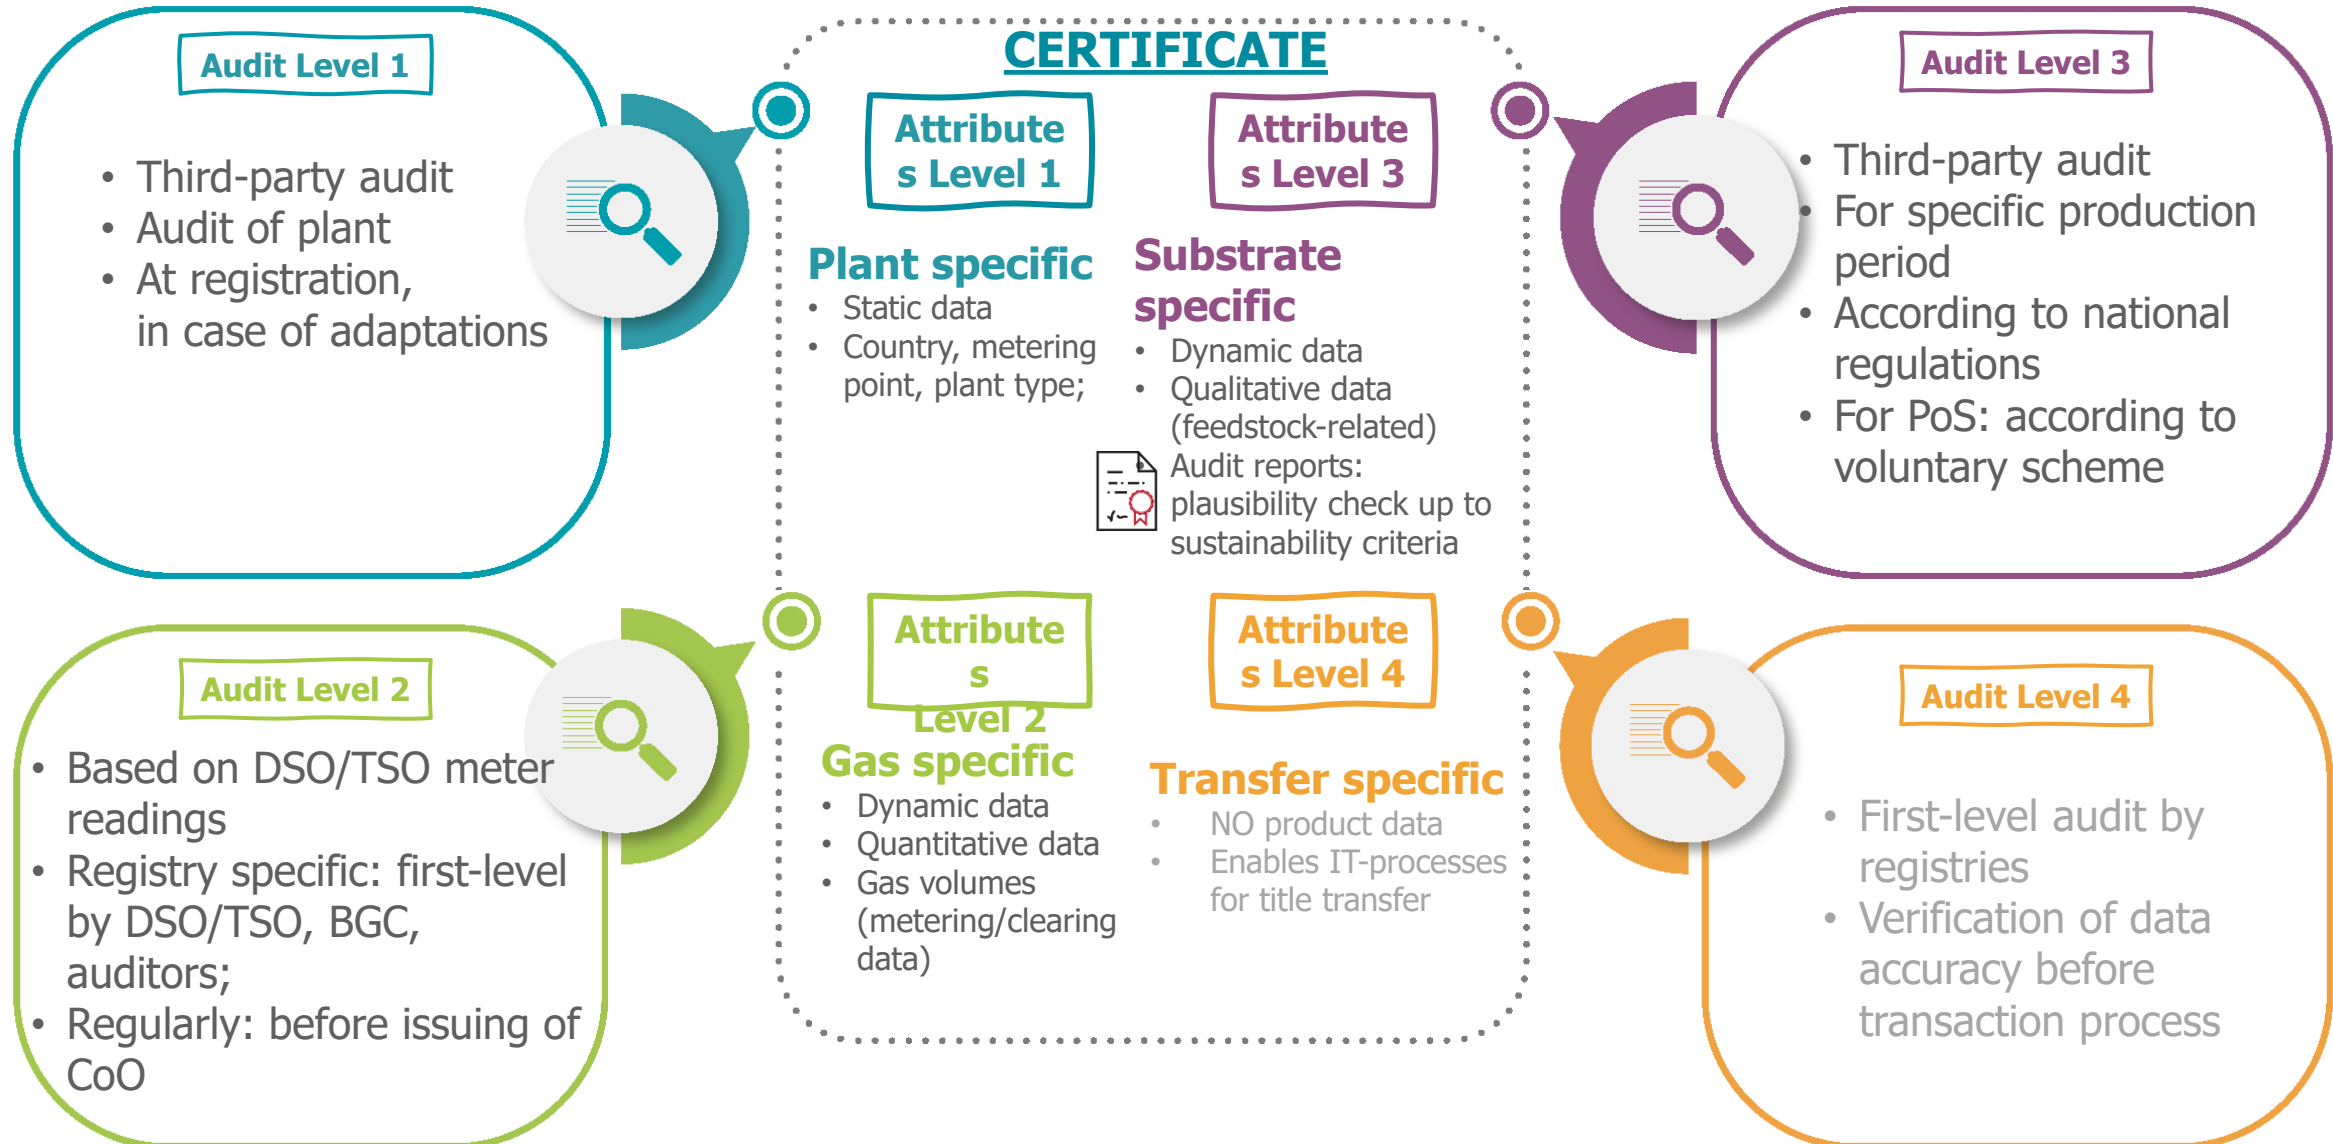 Audit Level 1
• Third-party audit
• Audit of plant
• At registration,
in case of adaptations
Audit Level 2
• Based on DSO/TSO meter
readings
• Registry specific: first-level
by DSO/TSO, BGC,
auditors;
• Regularly: before issuing of
CoO
CERTIFICATE
Attribute
s Level 1
Plant specific
• Static data
• Country, metering
point, plant type;
Attribute
s Level 3
Substrate
specific
• Dynamic data
• Qualitative data
(feedstock-related)
• Audit reports:
plausibility check up to
sustainability criteria
Attribute
s
Level 2
Gas specific
• Dynamic data
• Quantitative data
• Gas volumes
(metering/clearing
data)
Attribute
s Level 4
Transfer specific
• NO product data
• Enables IT-processes
for title transfer
Audit Level 3
• Third-party audit
• For specific production
period
• According to national
regulations
• For PoS: according to
voluntary scheme
Audit Level 4
• First-level audit by
registries
• Verification of data
accuracy before
transaction process